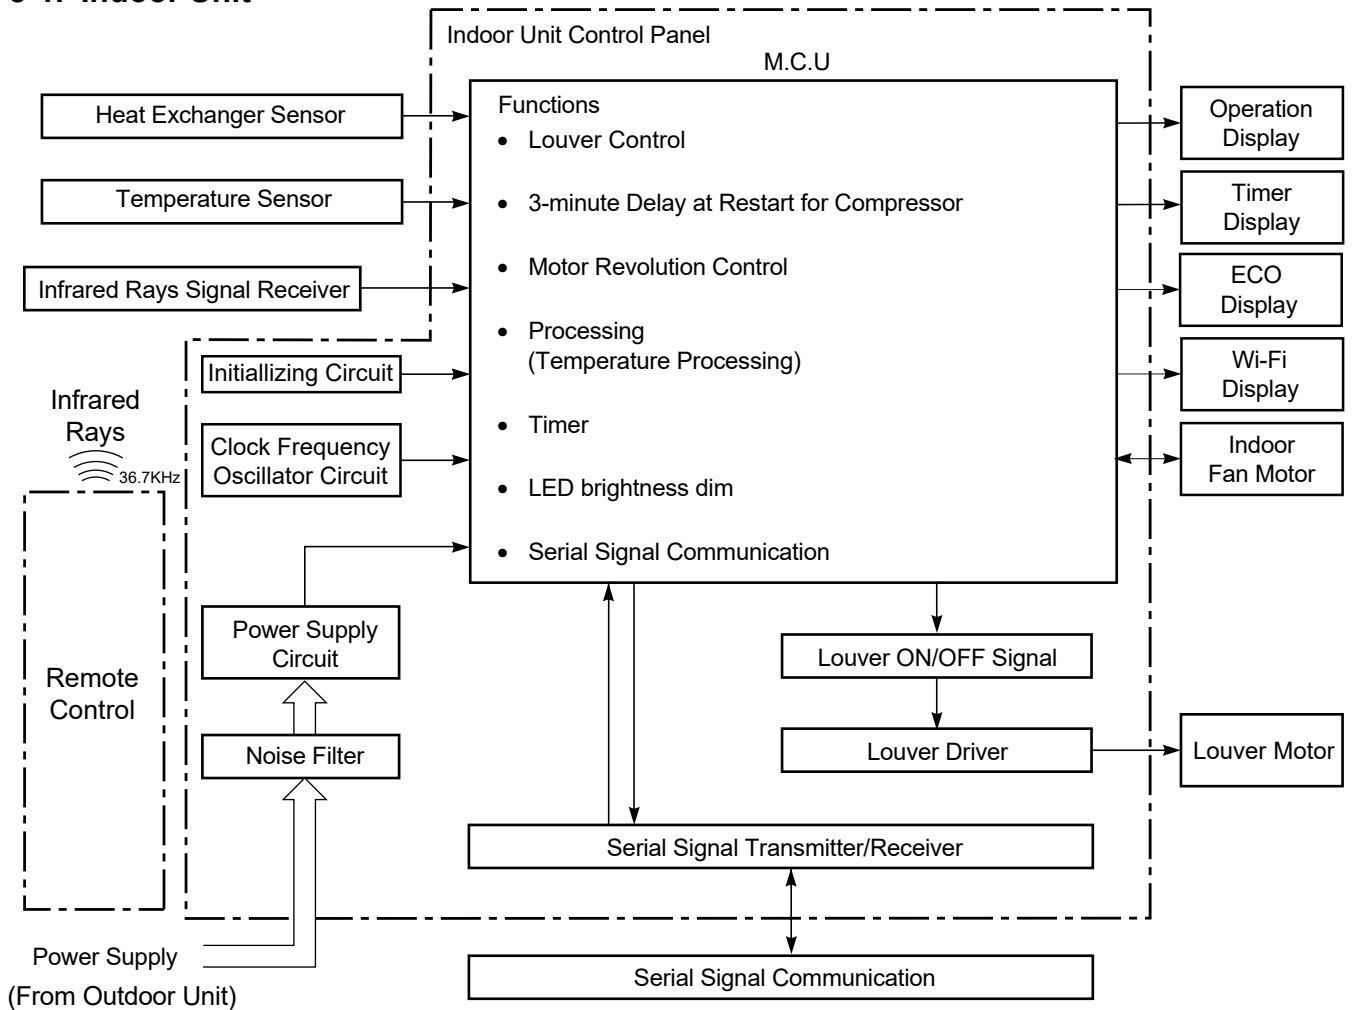 Indoor Unit
Indoor Unit Control Panel
M.C.U
Heat Exchanger Sensor
Temperature Sensor
Infrared Rays Signal Receiver
Initiallizing Circuit
Clock Frequency
Oscillator Circuit
Infrared
Rays
36.7KHz
Remote
Control
Power Supply
Circuit
Noise Filter
Power Supply
(From Outdoor Unit)
Functions
• Louver Control
• 3-minute Delay at Restart for Compressor
• Motor Revolution Control
• Processing
(Temperature Processing)
• Timer
• LED brightness dim
• Serial Signal Communication
Operation
Display
Timer
Display
ECO
Display
Wi-Fi
Display
Indoor
Fan Motor
Louver ON/OFF Signal
Louver Driver
Louver Motor
Serial Signal Transmitter/Receiver
Serial Signal Communication